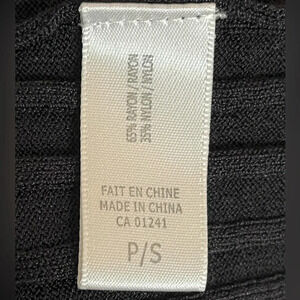 65% RAYON / RAYON
35% NYLON / NYLON
FAIT EN CHINE
MADE IN CHINA
CA 01241
P/S